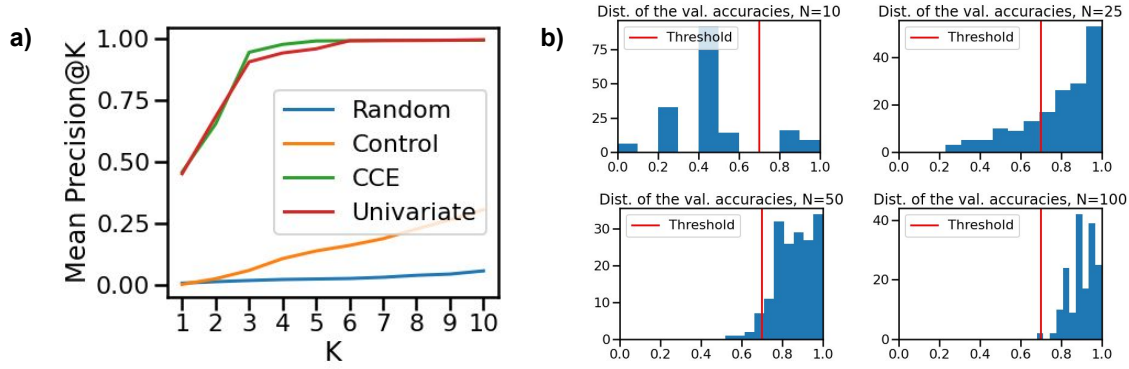 a)
Mean Precision@K
1.00
0.75
0.50
0.25
0.00
Random
Control
CCE
Univariate
1 2 3 4 5 6 7 8 9 10
K
b)
Dist. of the val. accuracies, N=10
Threshold
75
50
25
0
0.0 0.2 0.4 0.6 0.8 1.0
Dist. of the val. accuracies, N=25
Threshold
40
20
0
0.0 0.2 0.4 0.6 0.8 1.0
Dist. of the val. accuracies, N=50
Threshold
30
20
10
0
0.0 0.2 0.4 0.6 0.8 1.0
Dist. of the val. accuracies, N=100
Threshold
40
20
0
0.0 0.2 0.4 0.6 0.8 1.0